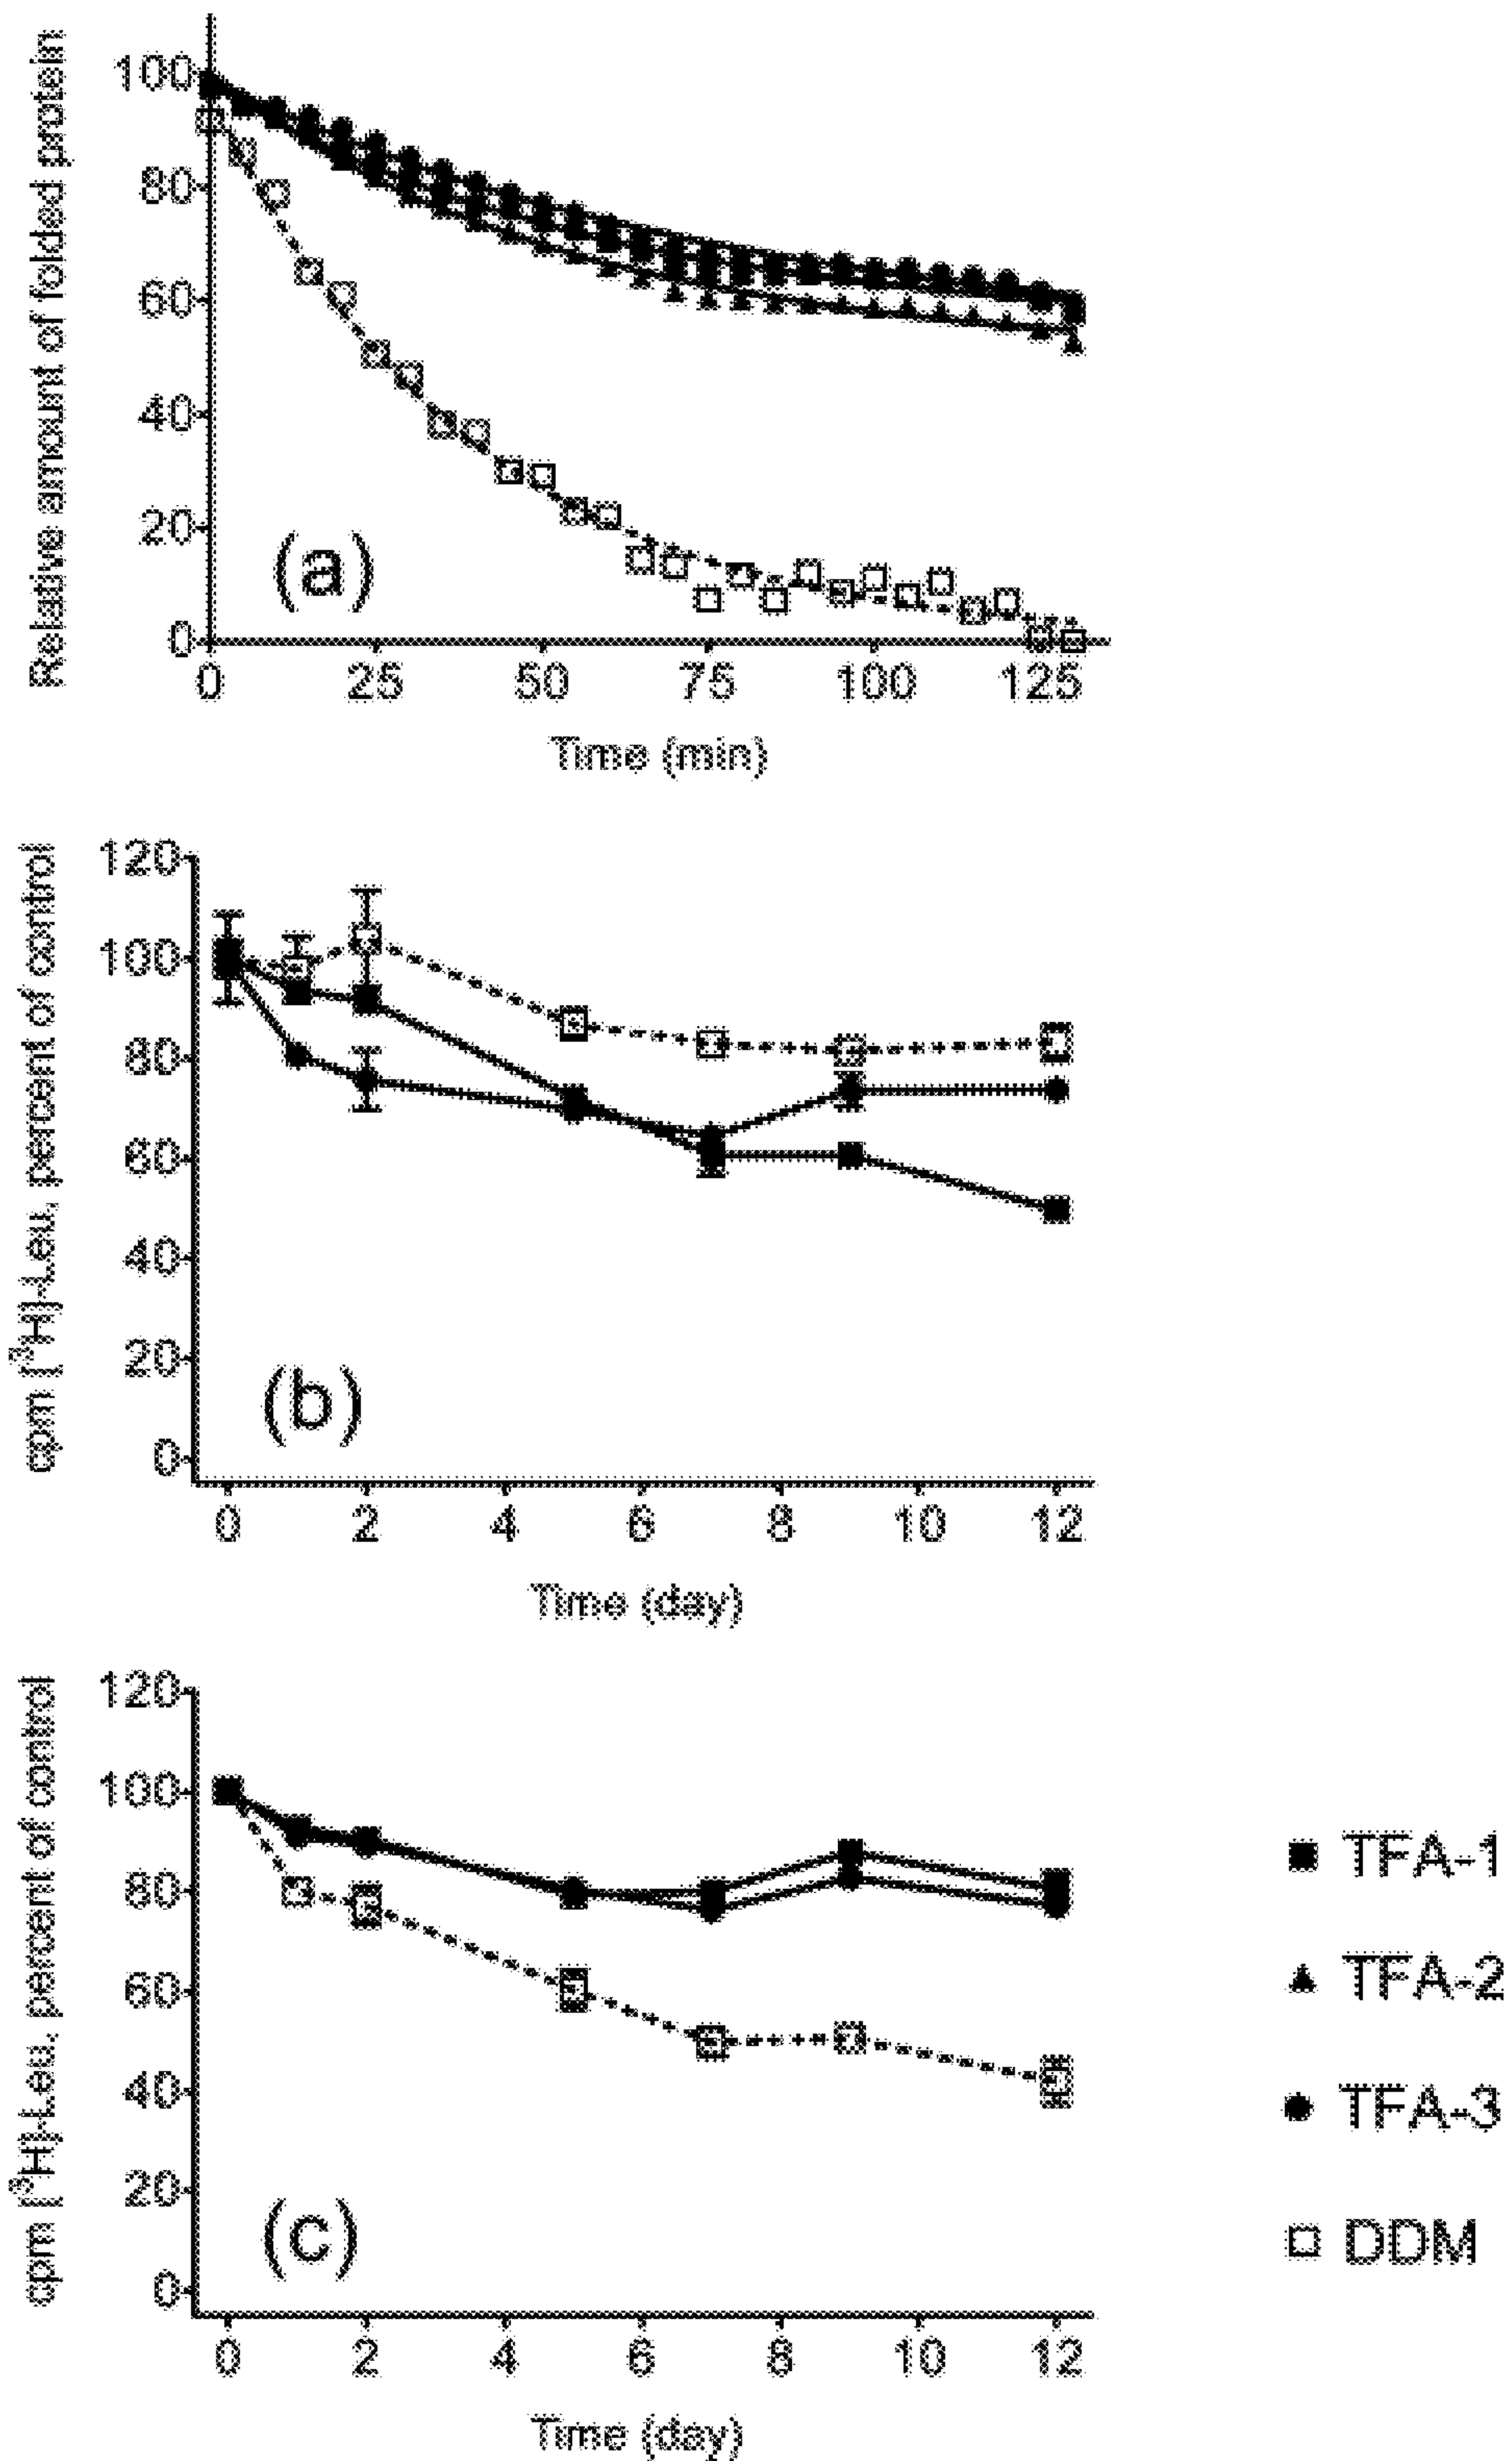 Relative amount of folded protein
100
80
60
40
20
0
(a)
0 25 50 75 100 125
Time (min)
cpm [³H]-Leu, percent of control
120
100
80
60
40
20
0
(b)
0 2 4 6 8 10 12
Time (day)
cpm [³H]-Leu, percent of control
120
100
80
60
40
20
0
(c)
0 2 4 6 8 10 12
Time (day)
TFA-1
TFA-2
TFA-3
DDM